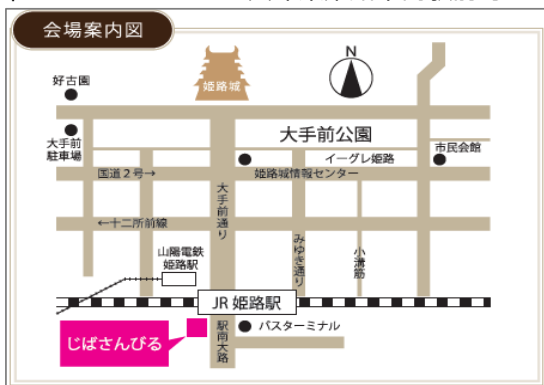 会場案内図
N
姫路城
好古園
大手前
駐車場
大手前公園
イーグレ姫路
市民会館
国道2号→
姫路城情報センター
大手前通り
←十二所前線
みゆき通り
小溝筋
山陽電鉄
姫路駅
JR 姫路駅
じばさんびる
駅南大路
バスターミナル